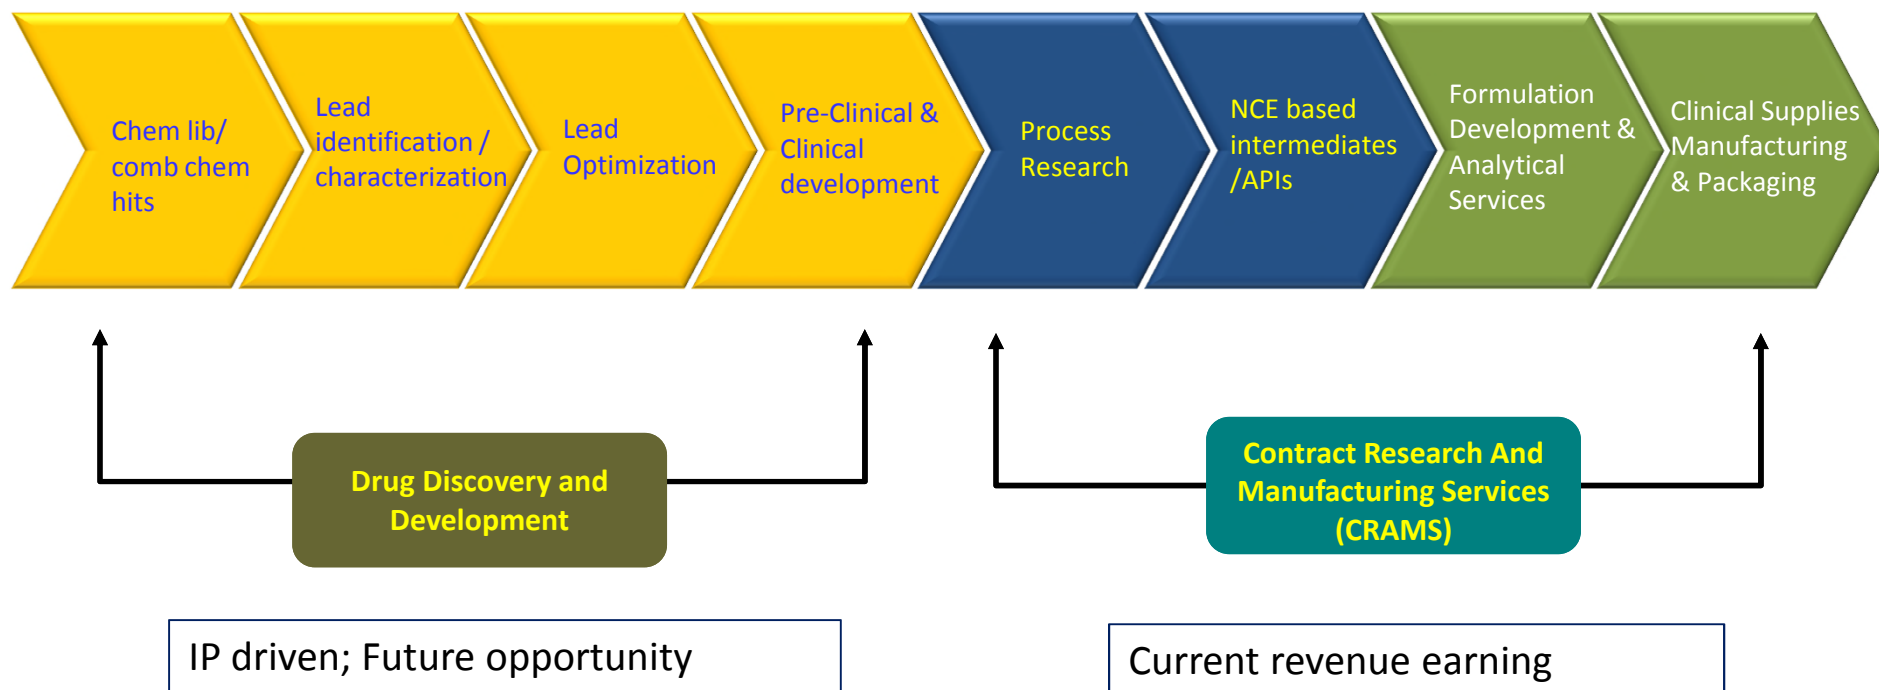 Chem lib/
comb chem
hits
Lead
identification /
characterization
Lead
Optimization
Pre-Clinical &
Clinical
development
Process
Research
NCE based
intermediates
/APIs
Formulation
Development &
Analytical
Services
Clinical Supplies
Manufacturing
& Packaging
Drug Discovery and
Development
Contract Research And
Manufacturing Services
(CRAMS)
IP driven; Future opportunity
Current revenue earning